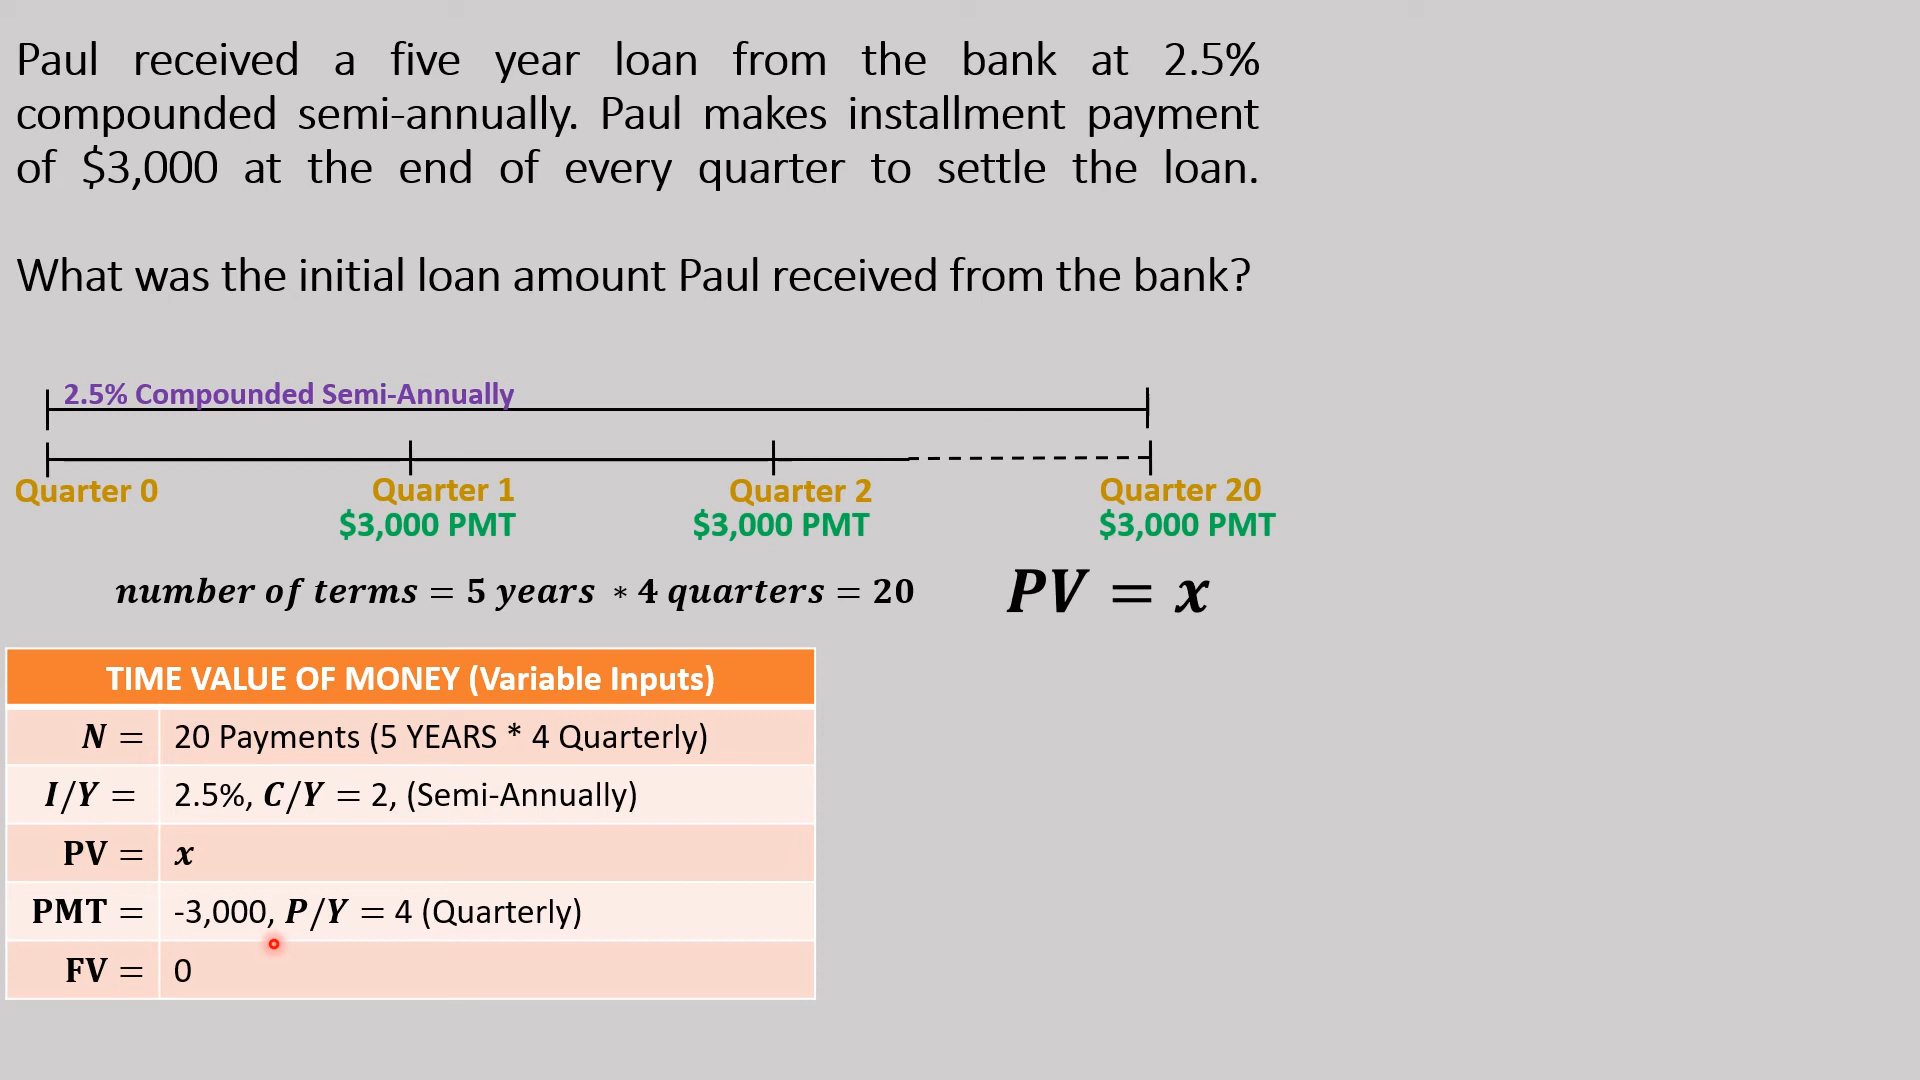 Paul received a five year loan from the bank at 2.5%
compounded semi-annually. Paul makes installment payment
of $3,000 at the end of every quarter to settle the loan.
What was the initial loan amount Paul received from the bank?
2.5% Compounded Semi-Annually
Quarter 0 Quarter 1 Quarter 2 Quarter 20
$3,000 PMT $3,000 PMT $3,000 PMT
number of terms = 5 years * 4 quarters = 20 PV = x
TIME VALUE OF MONEY (Variable Inputs)
N = 20 Payments (5 YEARS * 4 Quarterly)
I/Y = 2.5%, C/Y = 2, (Semi-Annually)
PV = x
PMT = -3,000, P/Y = 4 (Quarterly)
FV = 0